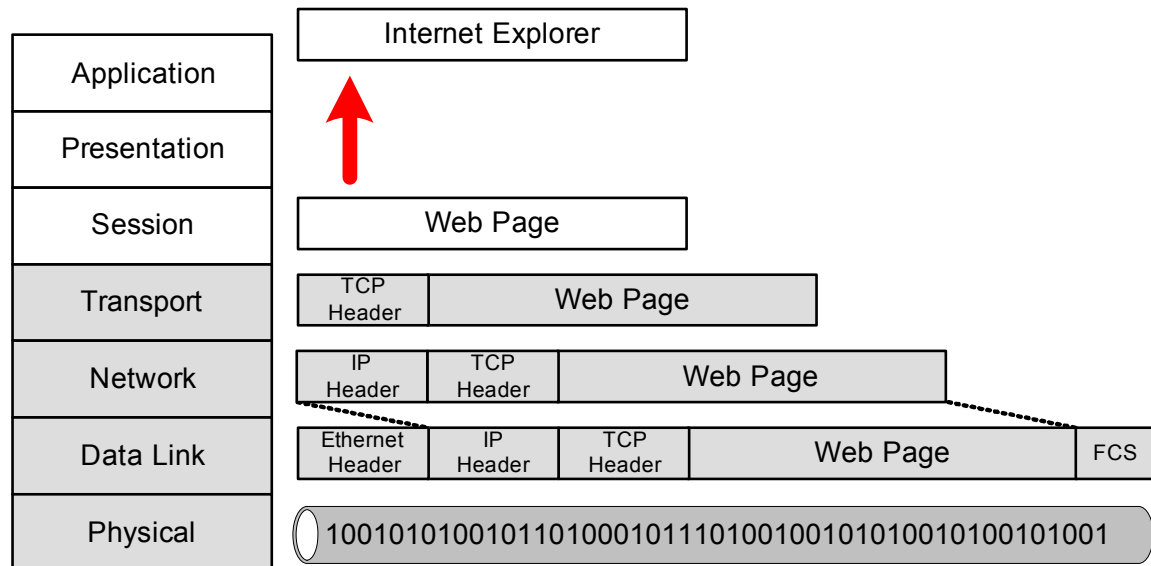 Internet Explorer
Application
Presentation
Session
Web Page
Transport
TCP
Header
Web Page
Network
IP
Header
TCP
Header
Web Page
Data Link
Ethernet
Header
IP
Header
TCP
Header
Web Page
FCS
Physical
1001010100101101000101110100100101010010100101001